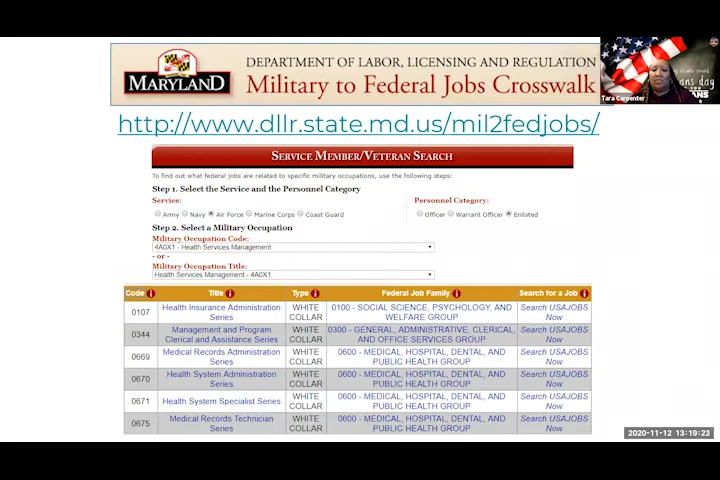 MARYLAND
DEPARTMENT OF LABOR, LICENSING AND REGULATION
Military to Federal Jobs Crosswalk
Tara Carpenter
http://www.dllr.state.md.us/mil2fedjobs/
SERVICE MEMBER/VETERAN SEARCH
To find out what federal jobs are related to specific military occupations, use the following steps:
Step 1. Select the Service and the Personnel Category
Service: Personnel Category:
Army Navy Air Force Marine Corps Coast Guard Officer Warrant Officer Enlisted
Step 2. Select a Military Occupation
Military Occupation Code:
4A0X1 - Health Services Management
- or -
Military Occupation Title:
Health Services Management - 4A0X1
Code Title Type Federal Job Family Search for a Job
0107 Health Insurance Administration Series WHITE COLLAR 0100 - SOCIAL SCIENCE, PSYCHOLOGY, AND WELFARE GROUP Search USAJOBS Now
0344 Management and Program Clerical and Assistance Series WHITE COLLAR 0300 - GENERAL, ADMINISTRATIVE, CLERICAL, AND OFFICE SERVICES GROUP Search USAJOBS Now
0669 Medical Records Administration Series WHITE COLLAR 0600 - MEDICAL, HOSPITAL, DENTAL, AND PUBLIC HEALTH GROUP Search USAJOBS Now
0670 Health System Administration Series WHITE COLLAR 0600 - MEDICAL, HOSPITAL, DENTAL, AND PUBLIC HEALTH GROUP Search USAJOBS Now
0671 Health System Specialist Series WHITE COLLAR 0600 - MEDICAL, HOSPITAL, DENTAL, AND PUBLIC HEALTH GROUP Search USAJOBS Now
0675 Medical Records Technician Series WHITE COLLAR 0600 - MEDICAL, HOSPITAL, DENTAL, AND PUBLIC HEALTH GROUP Search USAJOBS Now
2020-11-12 13:19:23